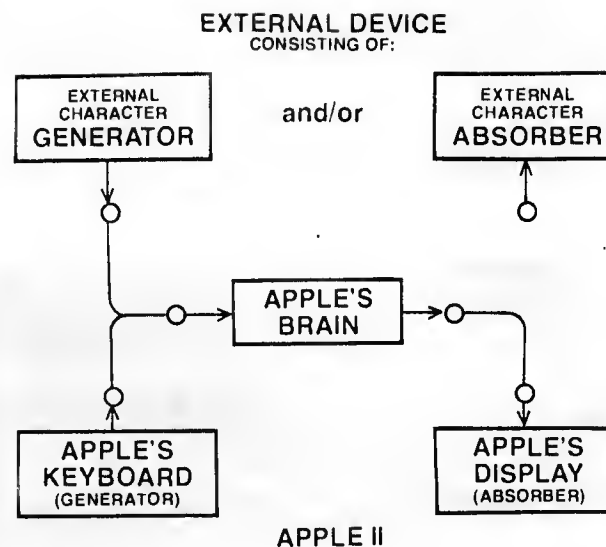 EXTERNAL DEVICE
CONSISTING OF:
EXTERNAL
CHARACTER
GENERATOR
and/or
EXTERNAL
CHARACTER
ABSORBER
APPLE'S
BRAIN
APPLE'S
KEYBOARD
(GENERATOR)
APPLE'S
DISPLAY
(ABSORBER)
APPLE II